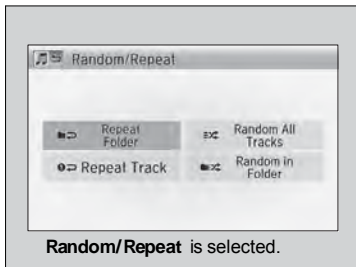 Random/Repeat
Repeat
Folder
Random All
Tracks
Repeat Track
Random in
Folder
Random/Repeat is selected.